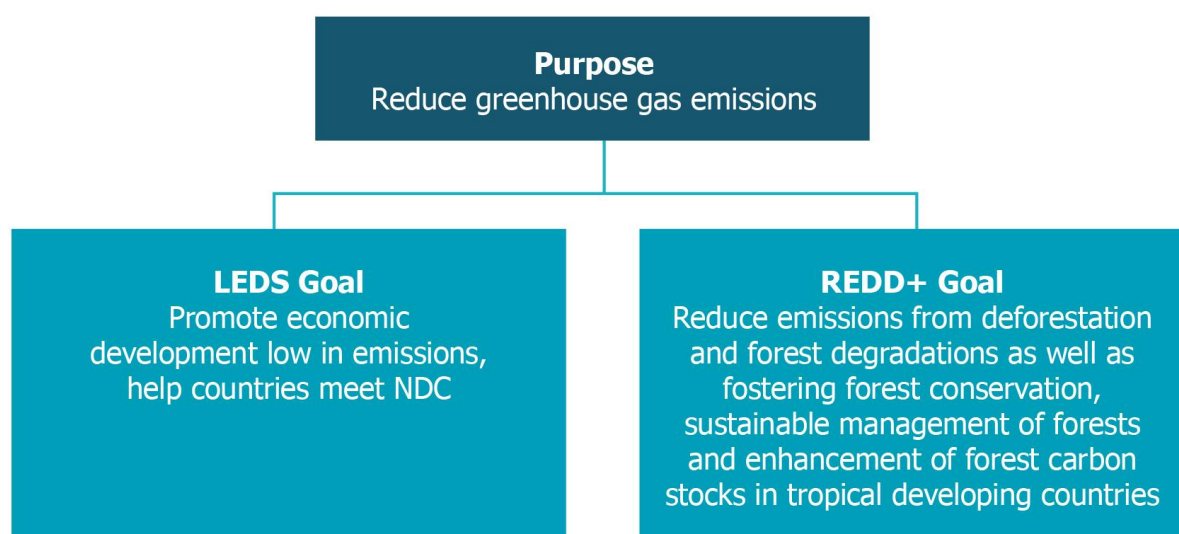 Purpose
Reduce greenhouse gas emissions
LEDS Goal
Promote economic
development low in emissions,
help countries meet NDC
REDD+ Goal
Reduce emissions from deforestation
and forest degradations as well as
fostering forest conservation,
sustainable management of forests
and enhancement of forest carbon
stocks in tropical developing countries